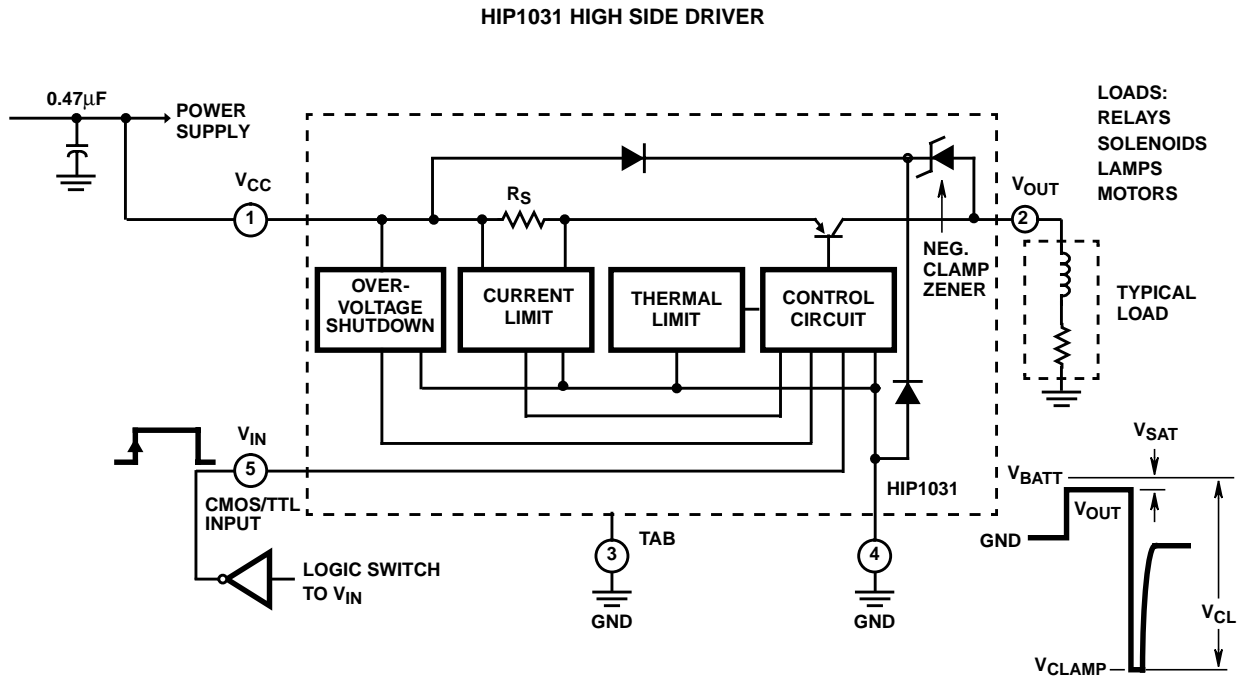 HIP1031 HIGH SIDE DRIVER
0.47μF
POWER
SUPPLY
LOADS:
RELAYS
SOLENOIDS
LAMPS
MOTORS
VCC
1
RS
VOUT
2
NEG.
CLAMP
ZENER
OVER-
VOLTAGE
SHUTDOWN
CURRENT
LIMIT
THERMAL
LIMIT
CONTROL
CIRCUIT
TYPICAL
LOAD
VIN
5
CMOS/TTL
INPUT
HIP1031
LOGIC SWITCH
TO VIN
3
TAB
GND
4
GND
VSAT
VBATT
VOUT
GND
VCL
VCLAMP